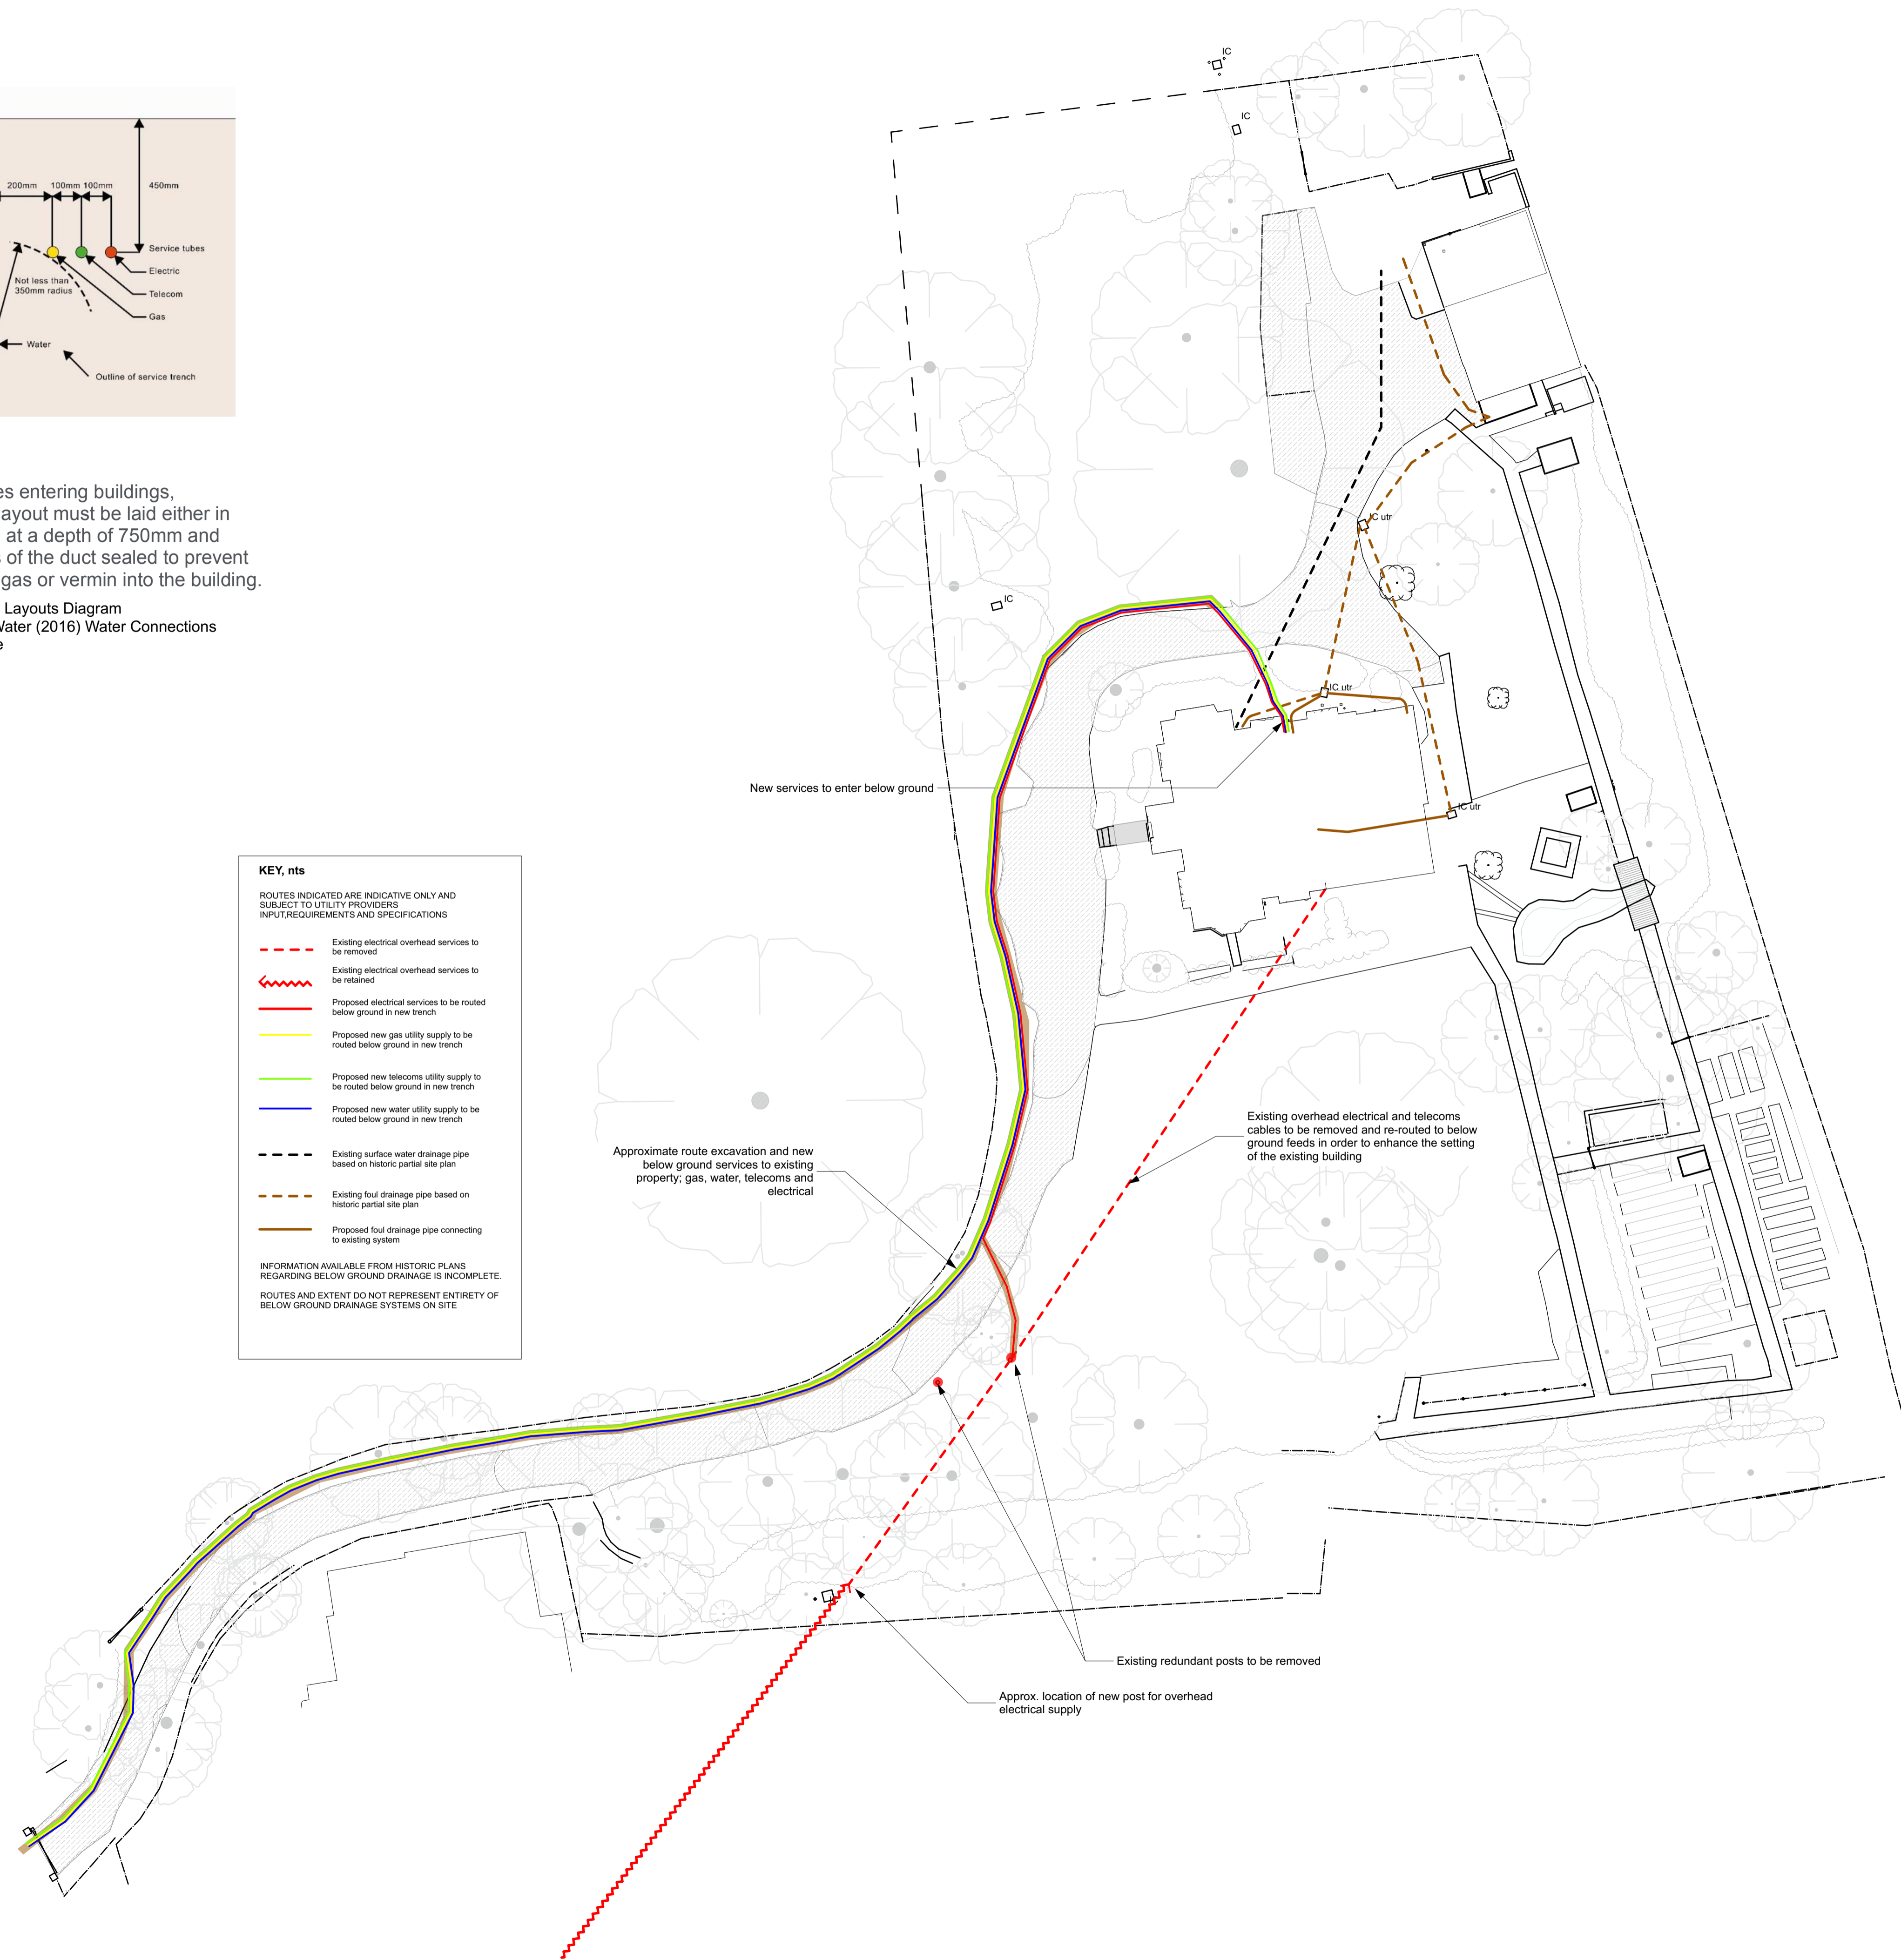 200mm
100mm 100mm
450mm
Service tubes
Electric
Telecom
Gas
Not less than
350mm radius
Water
Outline of service trench
es entering buildings,
ayout must be laid either in
at a depth of 750mm and
s of the duct sealed to prevent
gas or vermin into the building.
Layouts Diagram
Water (2016) Water Connections
e
KEY, nts
ROUTES INDICATED ARE INDICATIVE ONLY AND
SUBJECT TO UTILITY PROVIDERS
INPUT,REQUIREMENTS AND SPECIFICATIONS
Existing electrical overhead services to
be removed
Existing electrical overhead services to
be retained
Proposed electrical services to be routed
below ground in new trench
Proposed new gas utility supply to be
routed below ground in new trench
Proposed new telecoms utility supply to
be routed below ground in new trench
Proposed new water utility supply to be
routed below ground in new trench
Existing surface water drainage pipe
based on historic partial site plan
Existing foul drainage pipe based on
historic partial site plan
Proposed foul drainage pipe connecting
to existing system
INFORMATION AVAILABLE FROM HISTORIC PLANS
REGARDING BELOW GROUND DRAINAGE IS INCOMPLETE.
ROUTES AND EXTENT DO NOT REPRESENT ENTIRETY OF
BELOW GROUND DRAINAGE SYSTEMS ON SITE
IC
IC
IC utr
IC
IC utr
New services to enter below ground
IC utr
Existing overhead electrical and telecoms
cables to be removed and re-routed to below
ground feeds in order to enhance the setting
of the existing building
Approximate route excavation and new
below ground services to existing
property; gas, water, telecoms and
electrical
Existing redundant posts to be removed
Approx. location of new post for overhead
electrical supply